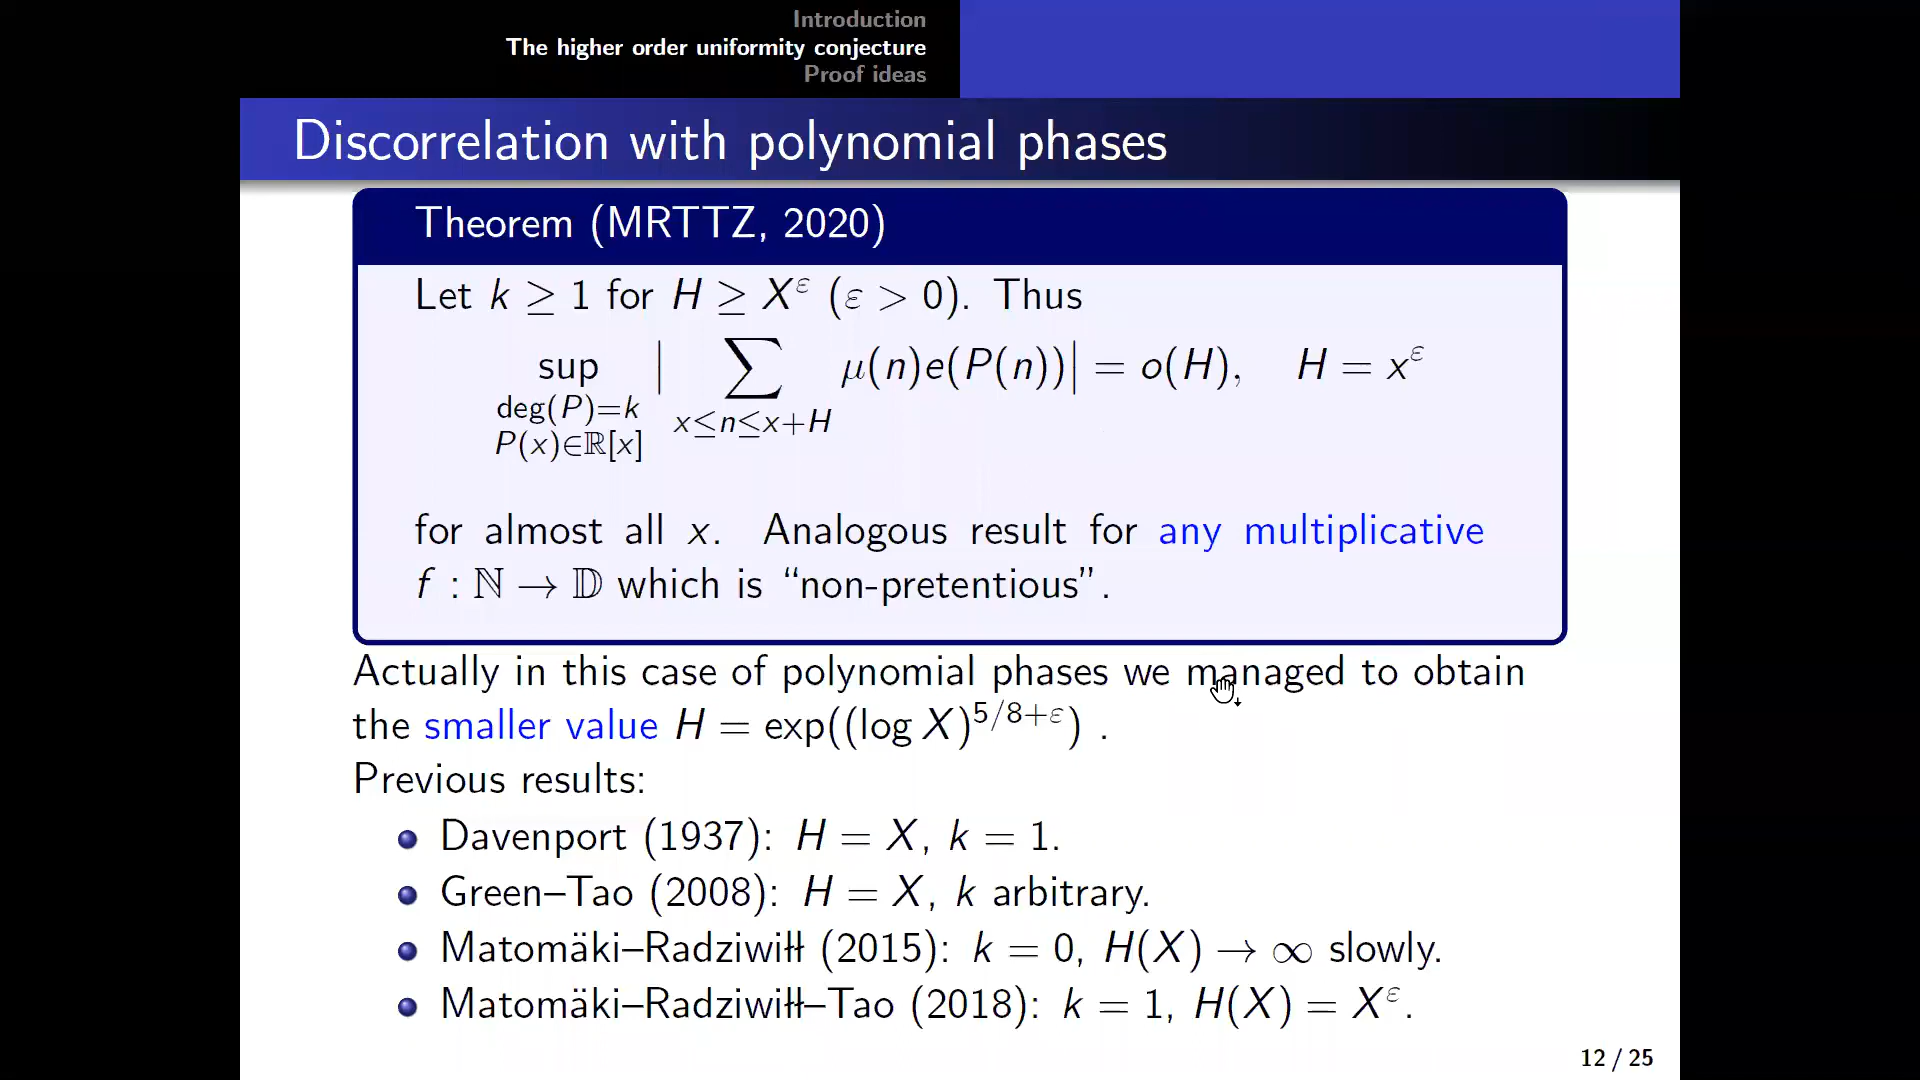 Introduction
The higher order uniformity conjecture
Proof ideas
Discorrelation with polynomial phases
Theorem (MRTTZ, 2020)
Let k ≥ 1 for H ≥ X^ε (ε > 0). Thus
sup_{deg(P)=k, P(x)∈ℝ[x]} | ∑_{x≤n≤x+H} μ(n)e(P(n))| = o(H), H = x^ε
for almost all x. Analogous result for any multiplicative
f : ℕ → 𝔻 which is “non-pretentious”.
Actually in this case of polynomial phases we managed to obtain
the smaller value H = exp((log X)^{5/8+ε}) .
Previous results:
Davenport (1937): H = X, k = 1.
Green–Tao (2008): H = X, k arbitrary.
Matomäki–Radziwiłł (2015): k = 0, H(X) → ∞ slowly.
Matomäki–Radziwiłł–Tao (2018): k = 1, H(X) = X^ε.
12 / 25